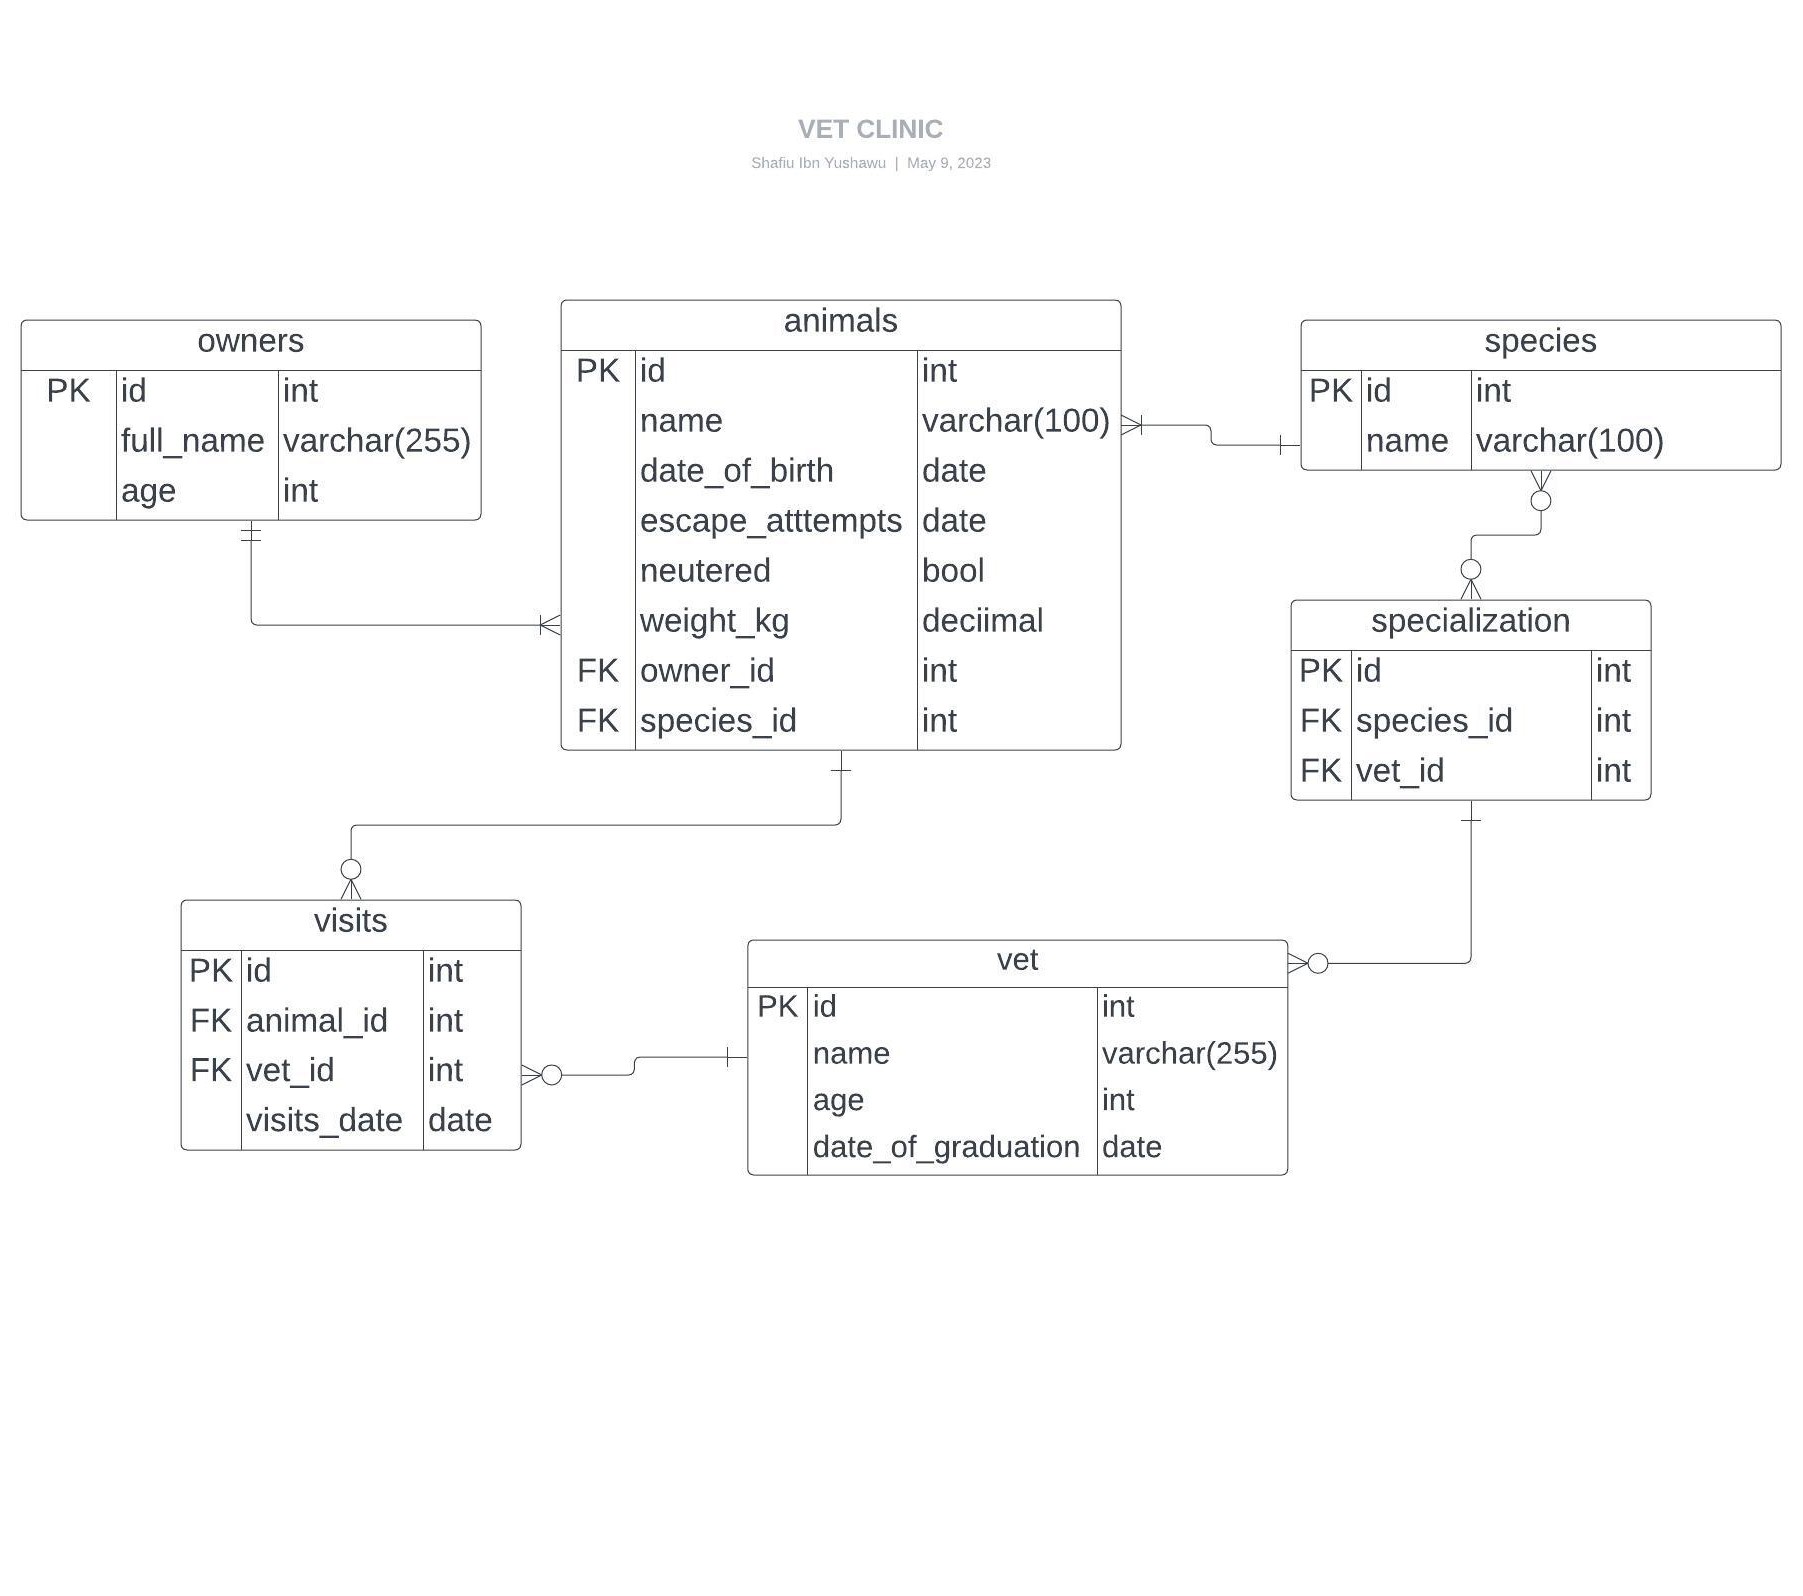 VET CLINIC
Shafiu Ibn Yushawu | May 9, 2023
owners
PK id int
full_name varchar(255)
age int
animals
PK id int
name varchar(100)
date_of_birth date
escape_atttempts date
neutered bool
weight_kg deciimal
FK owner_id int
FK species_id int
species
PK id int
name varchar(100)
specialization
PK id int
FK species_id int
FK vet_id int
visits
PK id int
FK animal_id int
FK vet_id int
visits_date date
vet
PK id int
name varchar(255)
age int
date_of_graduation date